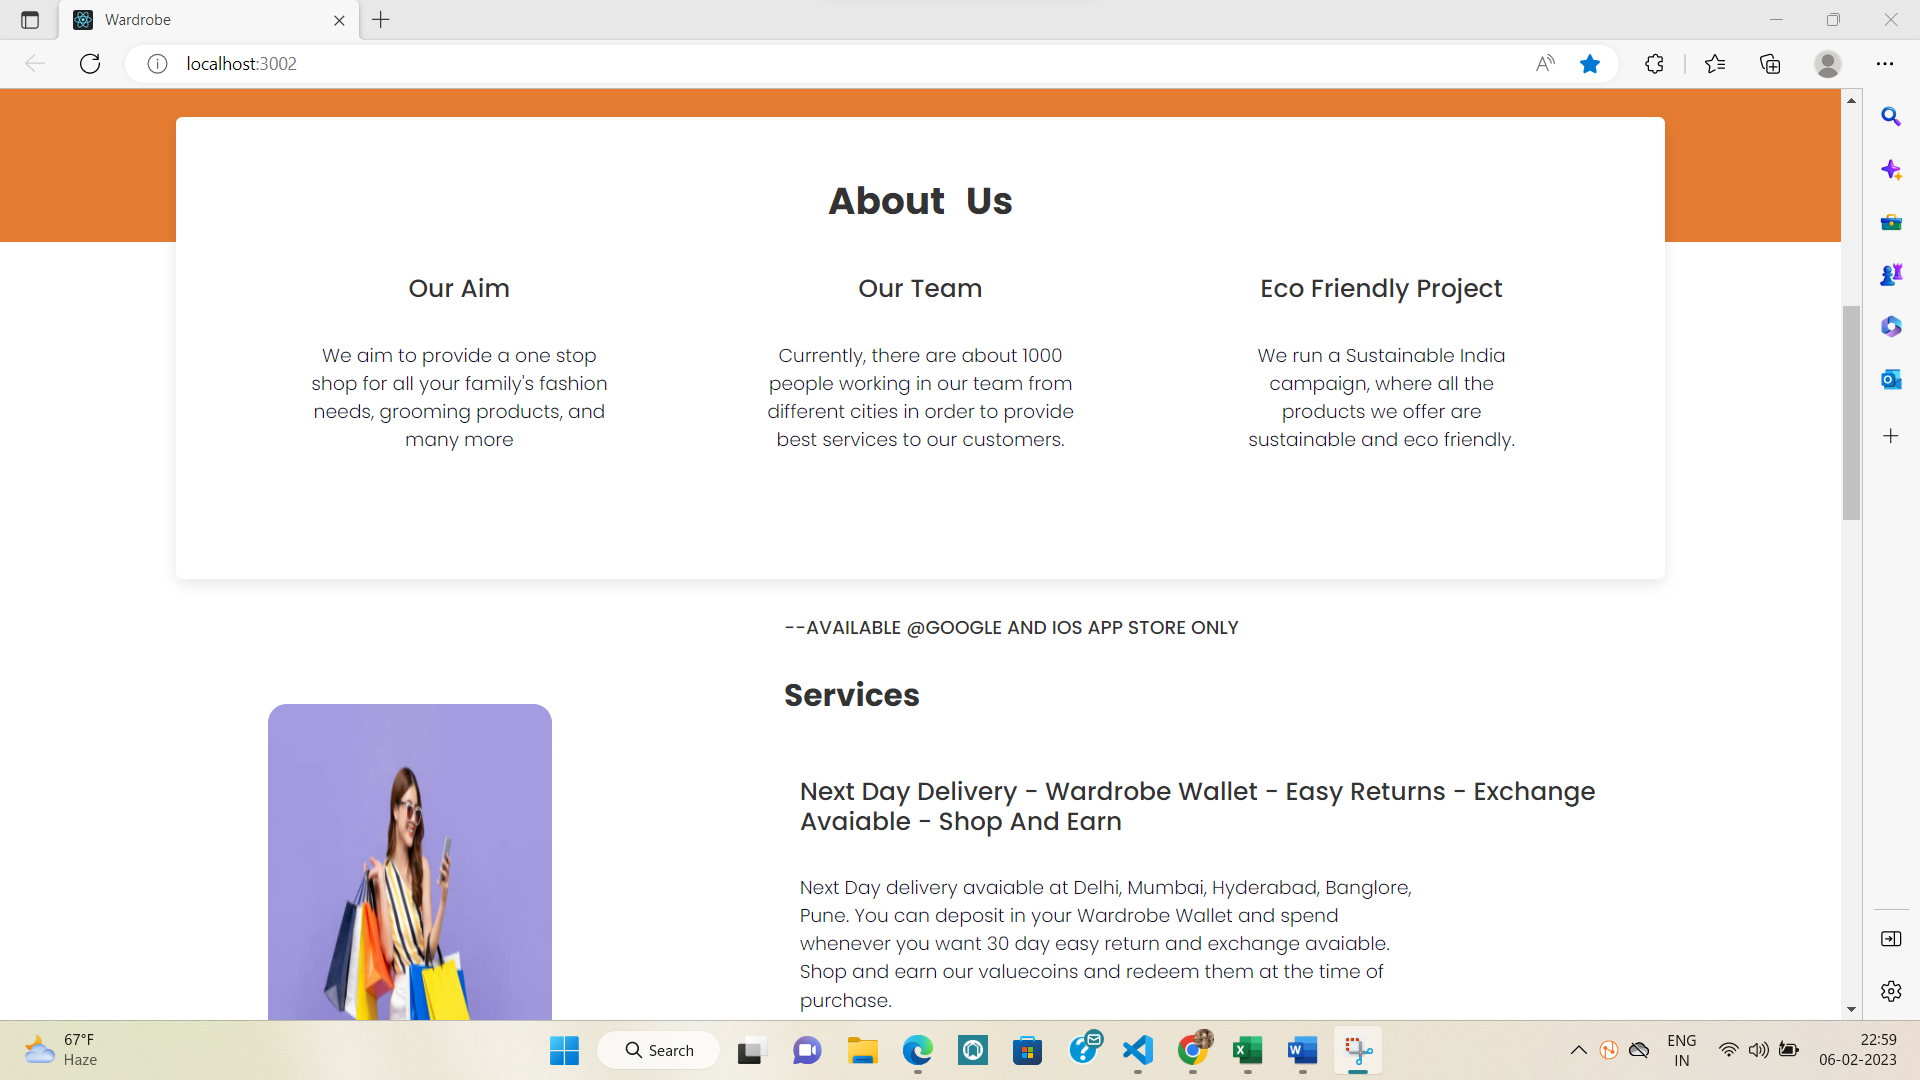 Wardrobe
localhost:3002
About Us
Our Aim
We aim to provide a one stop
shop for all your family's fashion
needs, grooming products, and
many more
Our Team
Currently, there are about 1000
people working in our team from
different cities in order to provide
best services to our customers.
Eco Friendly Project
We run a Sustainable India
campaign, where all the
products we offer are
sustainable and eco friendly.
--AVAILABLE @GOOGLE AND IOS APP STORE ONLY
Services
Next Day Delivery - Wardrobe Wallet - Easy Returns - Exchange
Avaiable - Shop And Earn
Next Day delivery avaiable at Delhi, Mumbai, Hyderabad, Banglore,
Pune. You can deposit in your Wardrobe Wallet and spend
whenever you want 30 day easy return and exchange avaiable.
Shop and earn our valuecoins and redeem them at the time of
purchase.
67°F
Haze
Search
ENG
IN
22:59
06-02-2023